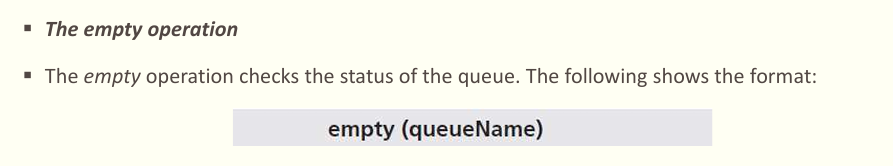 ▪ The empty operation
▪ The empty operation checks the status of the queue. The following shows the format:
empty (queueName)